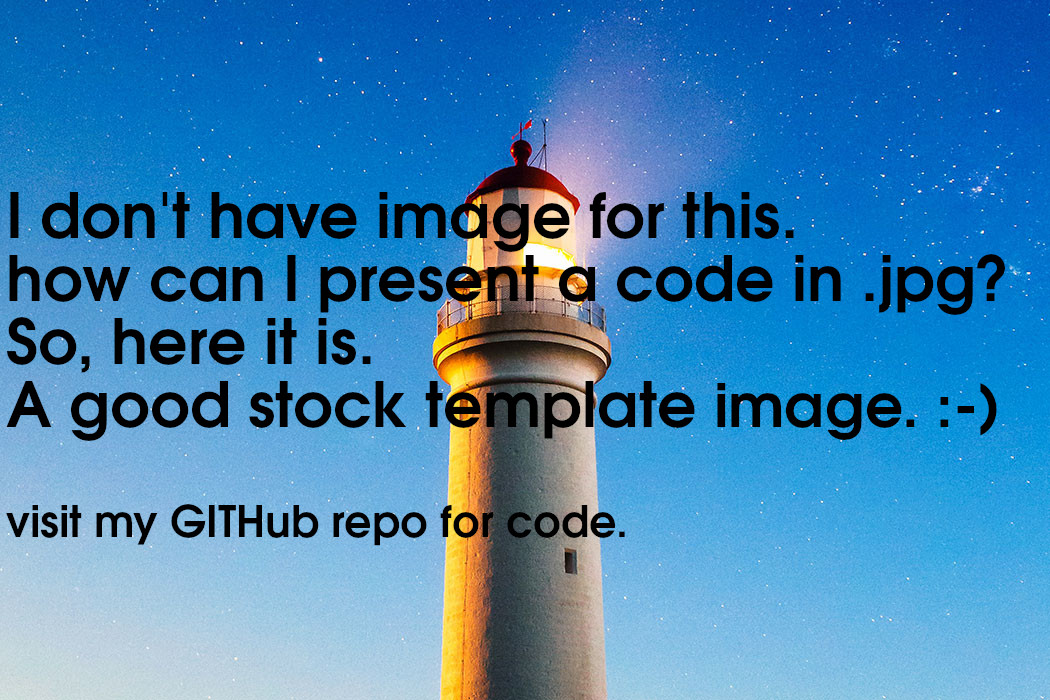 I don't have image for this.
how can I present a code in .jpg?
So, here it is.
A good stock template image. :-)
visit my GITHub repo for code.